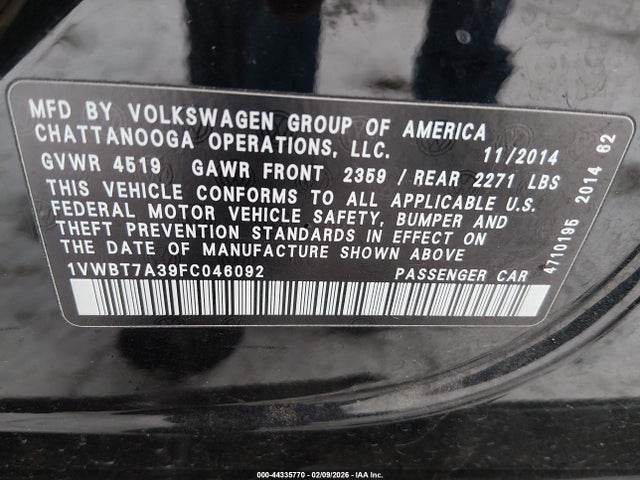 MFD BY VOLKSWAGEN GROUP OF AMERICA
CHATTANOOGA OPERATIONS, LLC. 11/2014
GVWR 4519 GAWR FRONT 2359 / REAR 2271 LBS
THIS VEHICLE CONFORMS TO ALL APPLICABLE U.S.
FEDERAL MOTOR VEHICLE SAFETY, BUMPER AND
THEFT PREVENTION STANDARDS IN EFFECT ON
THE DATE OF MANUFACTURE SHOWN ABOVE
1VWBT7A39FC046092 PASSENGER CAR
4710195 2014 62
000-44335770 - 02/09/2026 - IAA Inc.